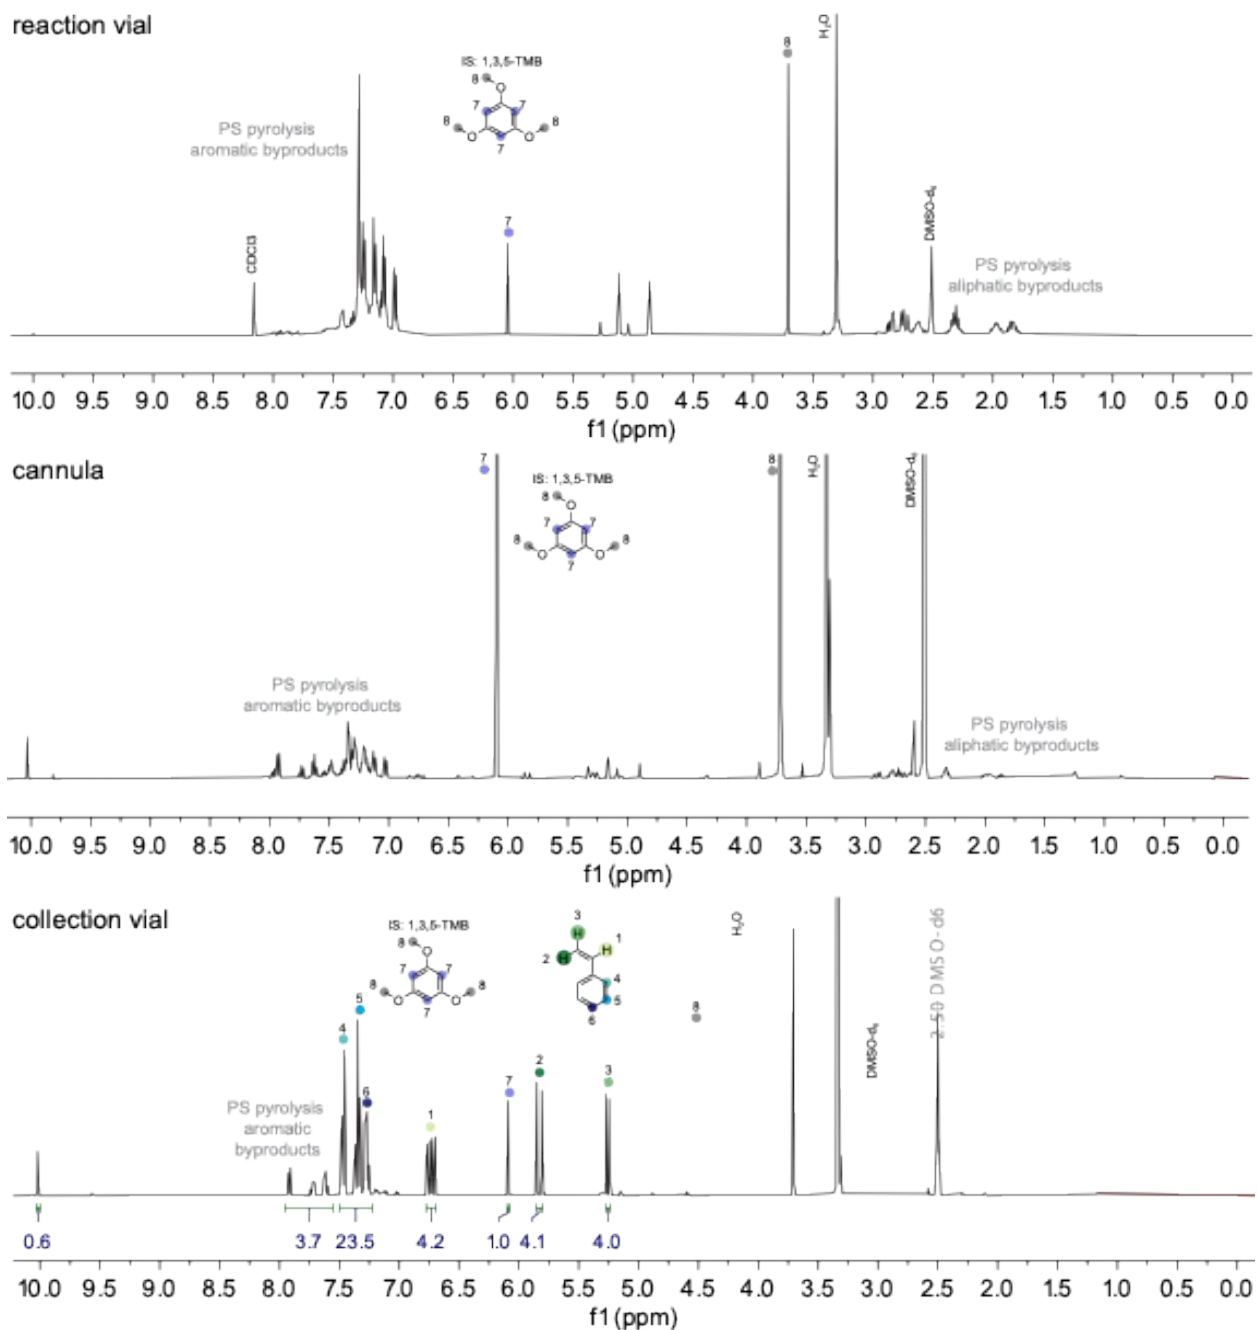 reaction vial
IS: 1,3,5-TMB
8
O
7
7
8
O
O
8
7
PS pyrolysis
aromatic byproducts
CDCl3
7
8
H₂O
DMSO-d₆
PS pyrolysis
aliphatic byproducts
10.0 9.5 9.0 8.5 8.0 7.5 7.0 6.5 6.0 5.5 5.0 4.5 4.0 3.5 3.0 2.5 2.0 1.5 1.0 0.5 0.0
f1 (ppm)
cannula
7
IS: 1,3,5-TMB
8
O
7
7
8
O
O
8
7
8
H₂O
DMSO-d₆
PS pyrolysis
aromatic byproducts
PS pyrolysis
aliphatic byproducts
10.0 9.5 9.0 8.5 8.0 7.5 7.0 6.5 6.0 5.5 5.0 4.5 4.0 3.5 3.0 2.5 2.0 1.5 1.0 0.5 0.0
f1 (ppm)
collection vial
IS: 1,3,5-TMB
8
O
7
7
8
O
O
8
7
3
H
1
H
2
H
4
5
6
H₂O
8
DMSO-d₆
2.50 DMSO-d6
PS pyrolysis
aromatic
byproducts
4
5
6
1
7
2
3
0.6 3.7 23.5 4.2 1.0 4.1 4.0
10.0 9.5 9.0 8.5 8.0 7.5 7.0 6.5 6.0 5.5 5.0 4.5 4.0 3.5 3.0 2.5 2.0 1.5 1.0 0.5 0.0
f1 (ppm)